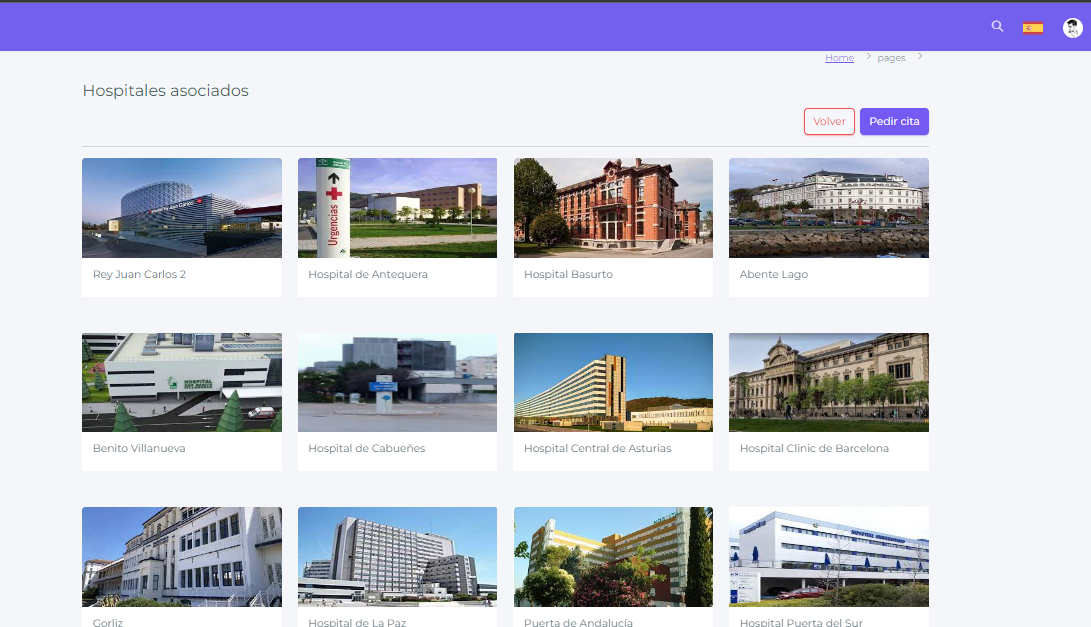 Home > pages >
Hospitales asociados
Volver
Pedir cita
Urgencias
Rey Juan Carlos 2
Hospital de Antequera
Hospital Basurto
Abente Lago
HOSPITAL
Benito Villanueva
Hospital de Cabueñes
Hospital Central de Asturias
Hospital Clinic de Barcelona
Gorliz
Hospital de La Paz
Puerta de Andalucía
Hospital Puerta del Sur